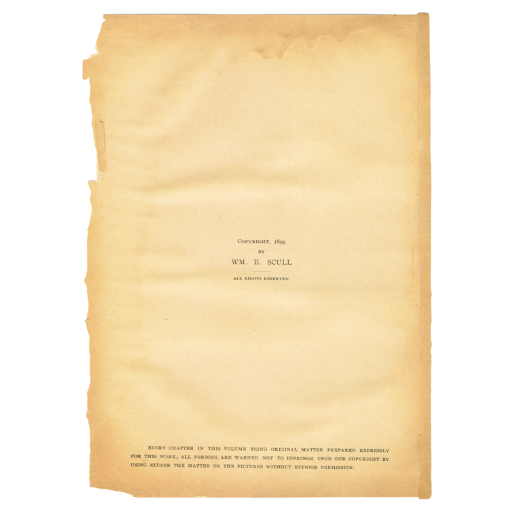 COPYRIGHT, 1899
BY
WM. E. SCULL
ALL RIGHTS RESERVED
EVERY CHAPTER IN THIS VOLUME BEING ORIGINAL MATTER PREPARED EXPRESSLY
FOR THIS WORK, ALL PERSONS ARE WARNED NOT TO INFRINGE UPON OUR COPYRIGHT BY
USING EITHER THE MATTER OR THE PICTURES WITHOUT EXPRESS PERMISSION.